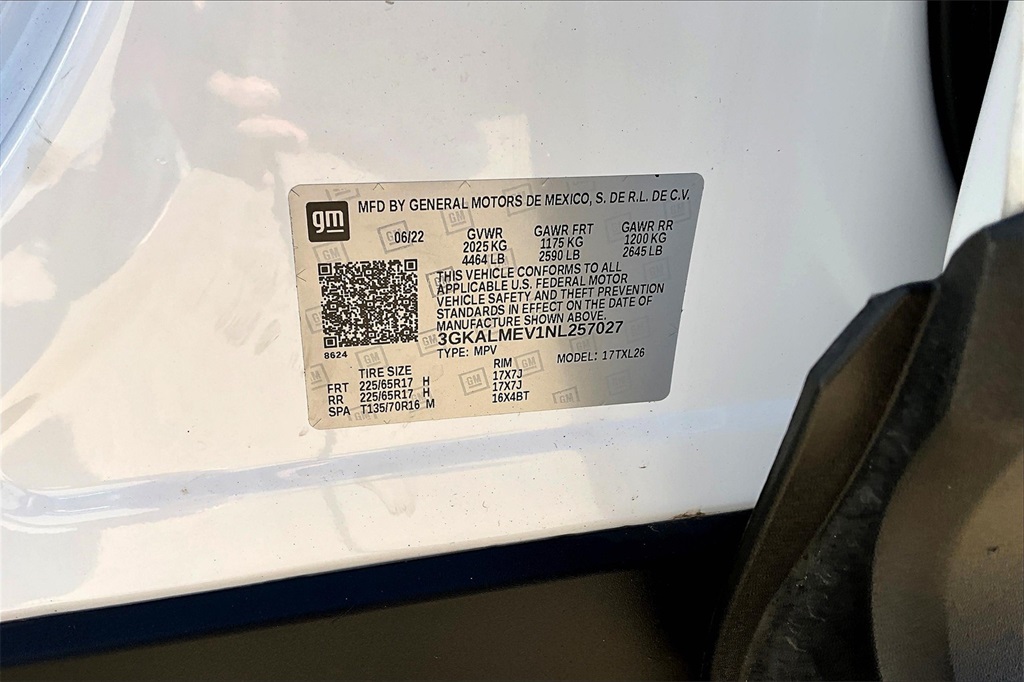 gm
MFD BY GENERAL MOTORS DE MEXICO, S. DE R.L. DE C.V.
06/22 GVWR GAWR FRT GAWR RR
2025 KG 1175 KG 1200 KG
4464 LB 2590 LB 2645 LB
THIS VEHICLE CONFORMS TO ALL
APPLICABLE U.S. FEDERAL MOTOR
VEHICLE SAFETY AND THEFT PREVENTION
STANDARDS IN EFFECT ON THE DATE OF
MANUFACTURE SHOWN ABOVE.
3GKALMEV1NL257027
8624
TYPE: MPV MODEL: 17TXL26
TIRE SIZE RIM
FRT 225/65R17 H 17X7J
RR 225/65R17 H 17X7J
SPA T135/70R16 M 16X4BT